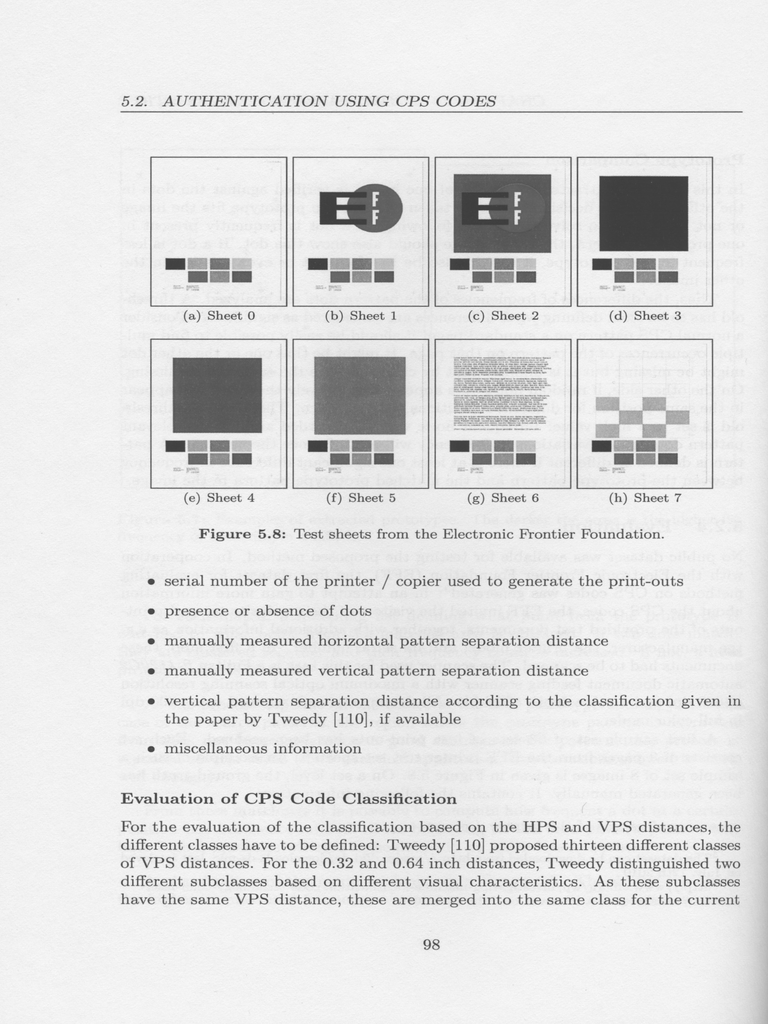 5.2. AUTHENTICATION USING CPS CODES
E F
F
E F
F
(a) Sheet 0 (b) Sheet 1 (c) Sheet 2 (d) Sheet 3
(e) Sheet 4 (f) Sheet 5 (g) Sheet 6 (h) Sheet 7
Figure 5.8: Test sheets from the Electronic Frontier Foundation.
• serial number of the printer / copier used to generate the print-outs
• presence or absence of dots
• manually measured horizontal pattern separation distance
• manually measured vertical pattern separation distance
• vertical pattern separation distance according to the classification given in
the paper by Tweedy [110], if available
• miscellaneous information
Evaluation of CPS Code Classification
For the evaluation of the classification based on the HPS and VPS distances, the
different classes have to be defined: Tweedy [110] proposed thirteen different classes
of VPS distances. For the 0.32 and 0.64 inch distances, Tweedy distinguished two
different subclasses based on different visual characteristics. As these subclasses
have the same VPS distance, these are merged into the same class for the current
98